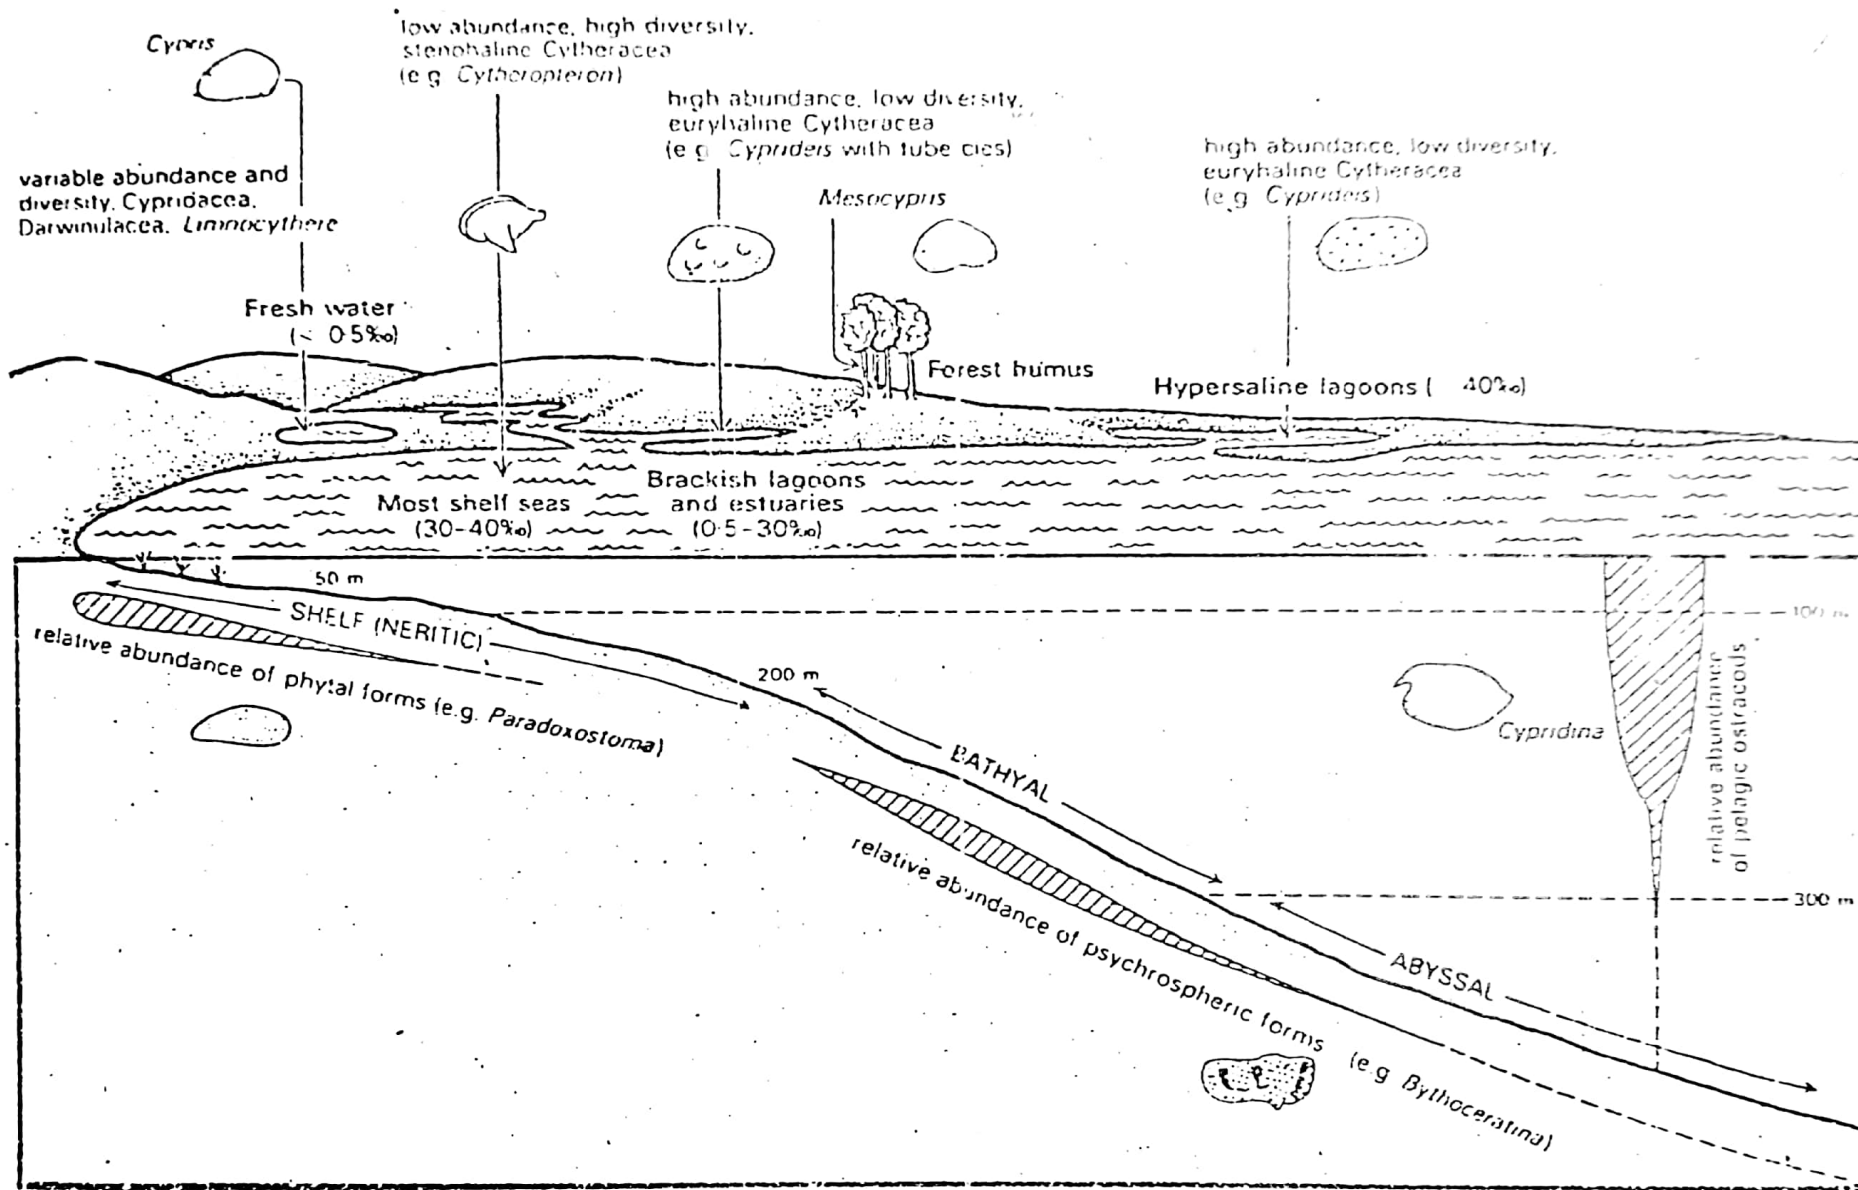 Cypris
low abundance, high diversity,
stenohaline Cytheracea
(e g Cytheropteron)
high abundance, low diversity,
euryhaline Cytheracea
(e g. Cyprideis with tube cies)
high abundance, low diversity,
euryhaline Cytheracea
(e g. Cyprideis)
variable abundance and
diversity, Cypridacea,
Darwinulacea, Limnocythere
Mesocypris
Fresh water
(< 0·5‰)
Forest humus
Hypersaline lagoons ( 40‰)
Most shelf seas
(30-40‰)
Brackish lagoons
and estuaries
(0·5-30‰)
50 m
100 m
SHELF (NERITIC)
relative abundance of phytal forms (e.g. Paradoxostoma)
200 m
BATHYAL
Cypridina
relative abundance
of pelagic ostracods
relative abundance of psychrospheric forms (e.g Bythoceratina)
300 m
ABYSSAL